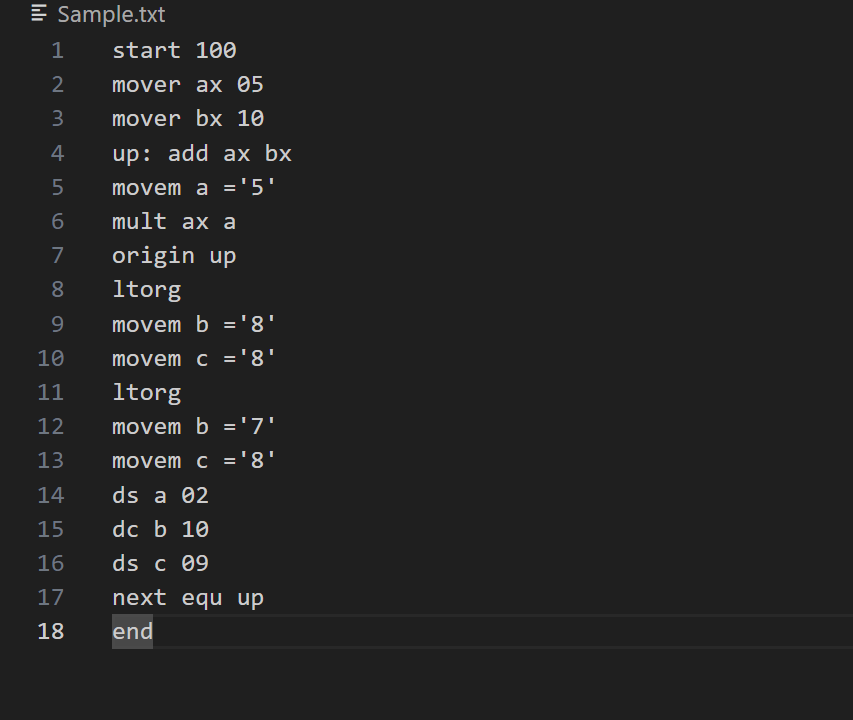 Sample.txt
1 start 100
2 mover ax 05
3 mover bx 10
4 up: add ax bx
5 movem a ='5'
6 mult ax a
7 origin up
8 ltorg
9 movem b ='8'
10 movem c ='8'
11 ltorg
12 movem b ='7'
13 movem c ='8'
14 ds a 02
15 dc b 10
16 ds c 09
17 next equ up
18 end